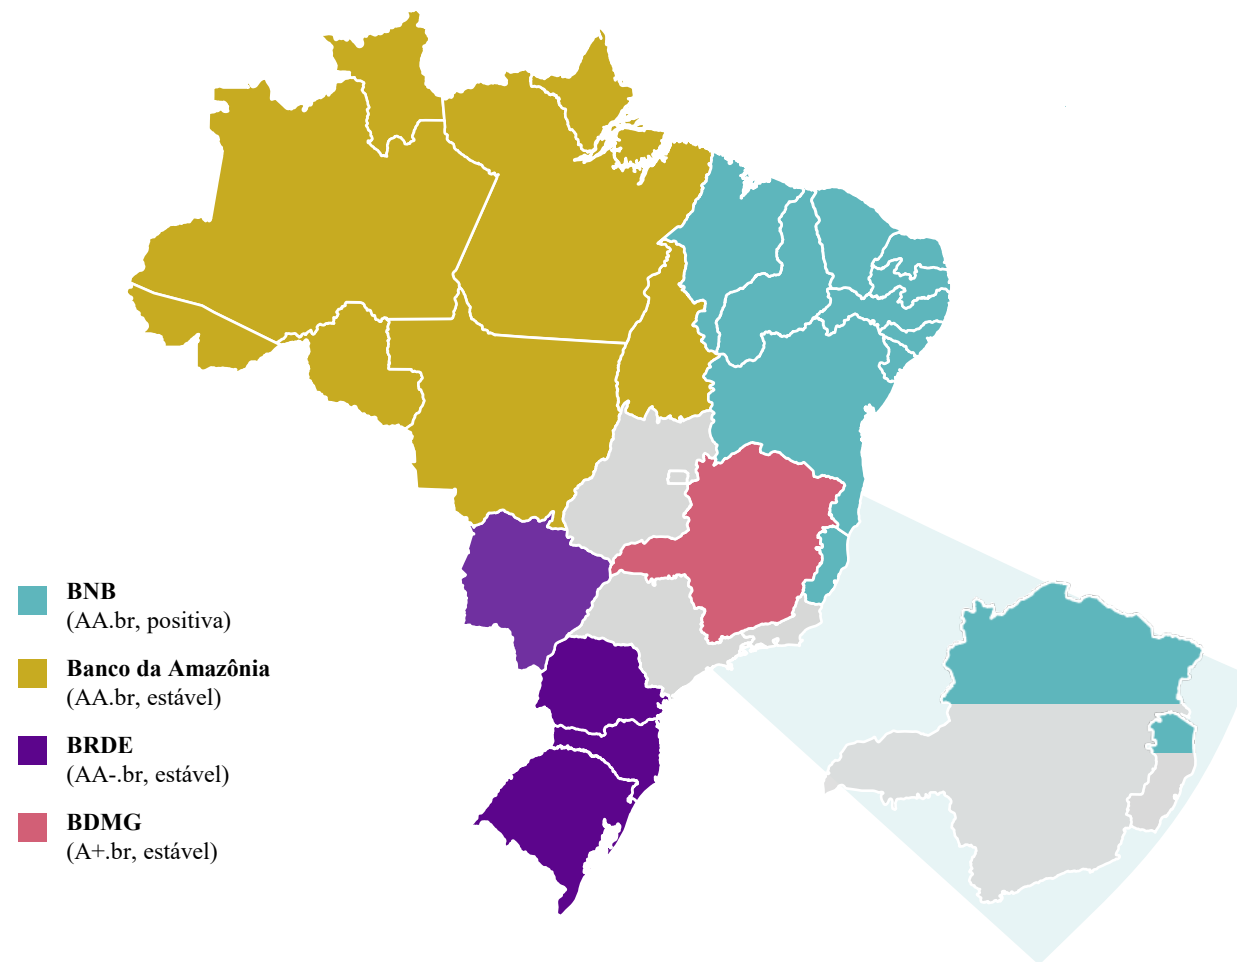 BNB
(AA.br, positiva)
Banco da Amazônia
(AA.br, estável)
BRDE
(AA-.br, estável)
BDMG
(A+.br, estável)